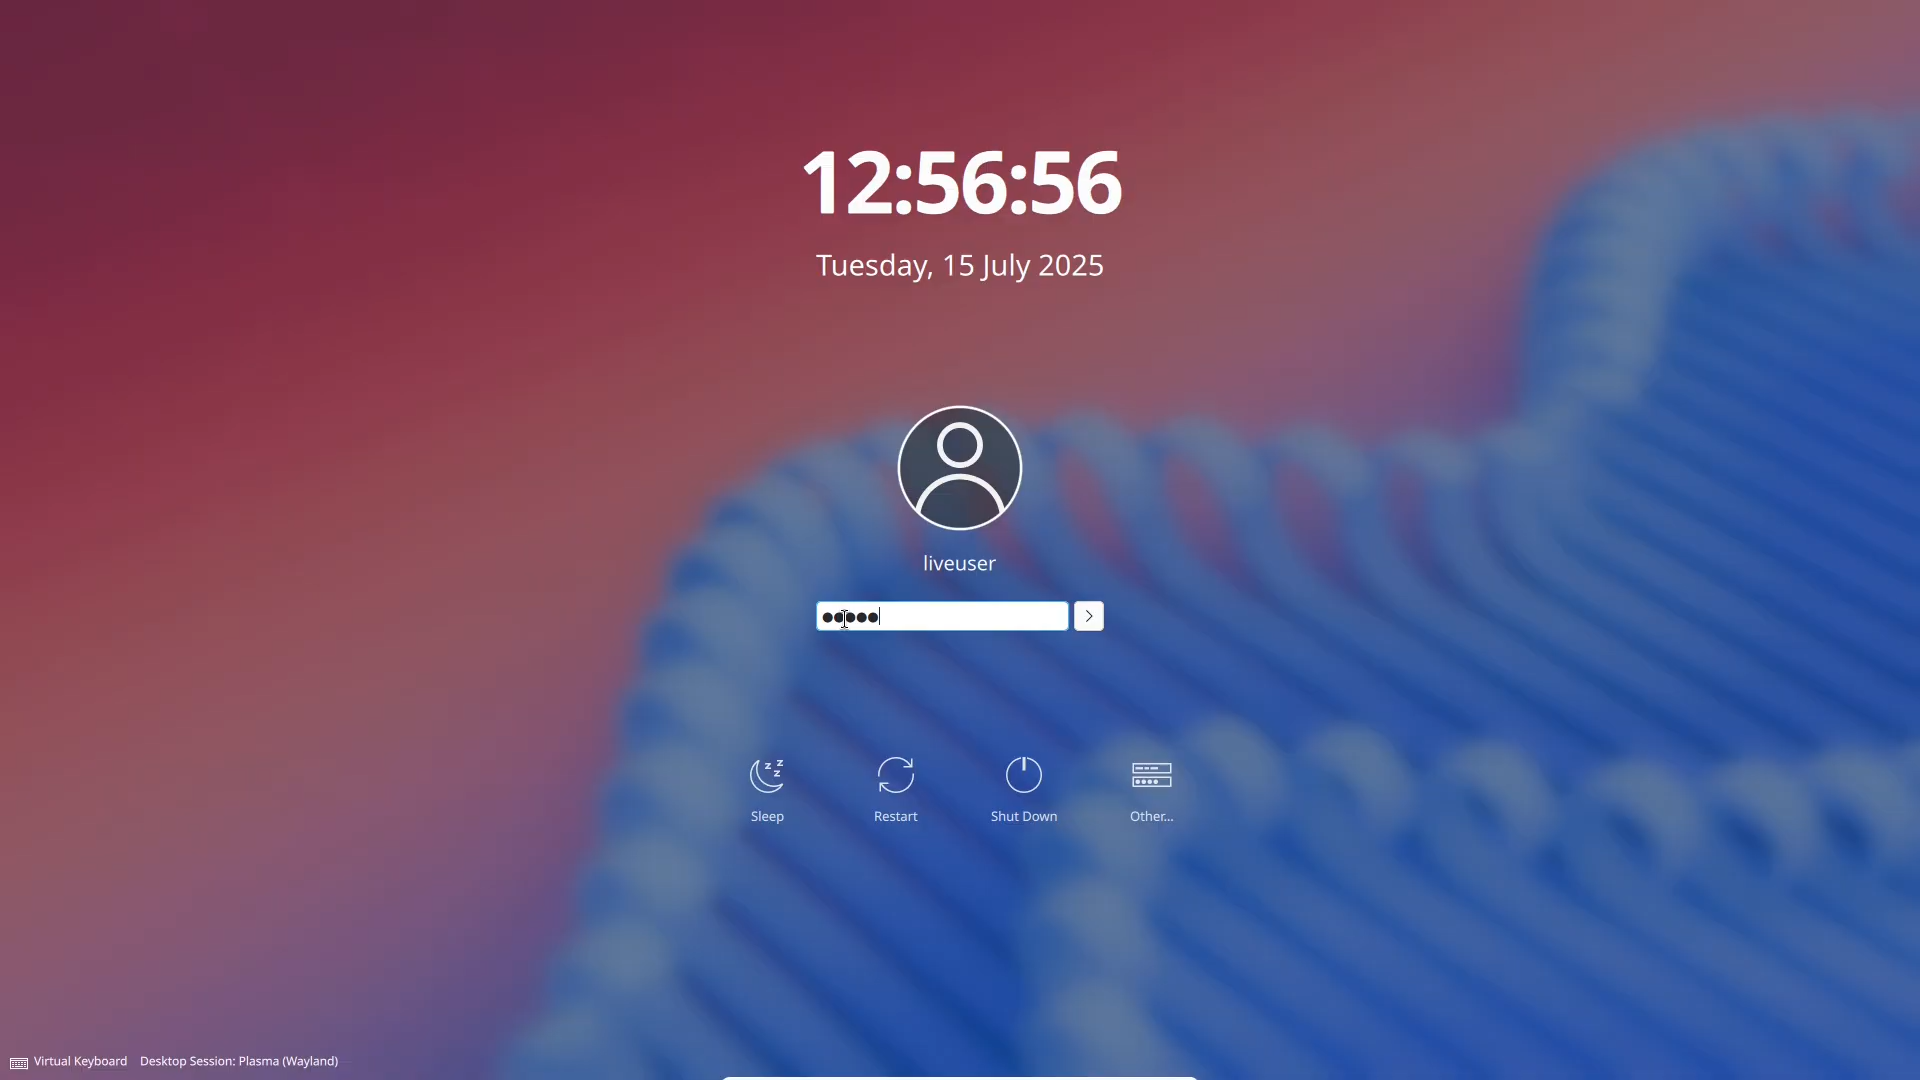 12:56:56
Tuesday, 15 July 2025
liveuser
●●●●●
Sleep
Restart
Shut Down
Other...
Virtual Keyboard
Desktop Session: Plasma (Wayland)